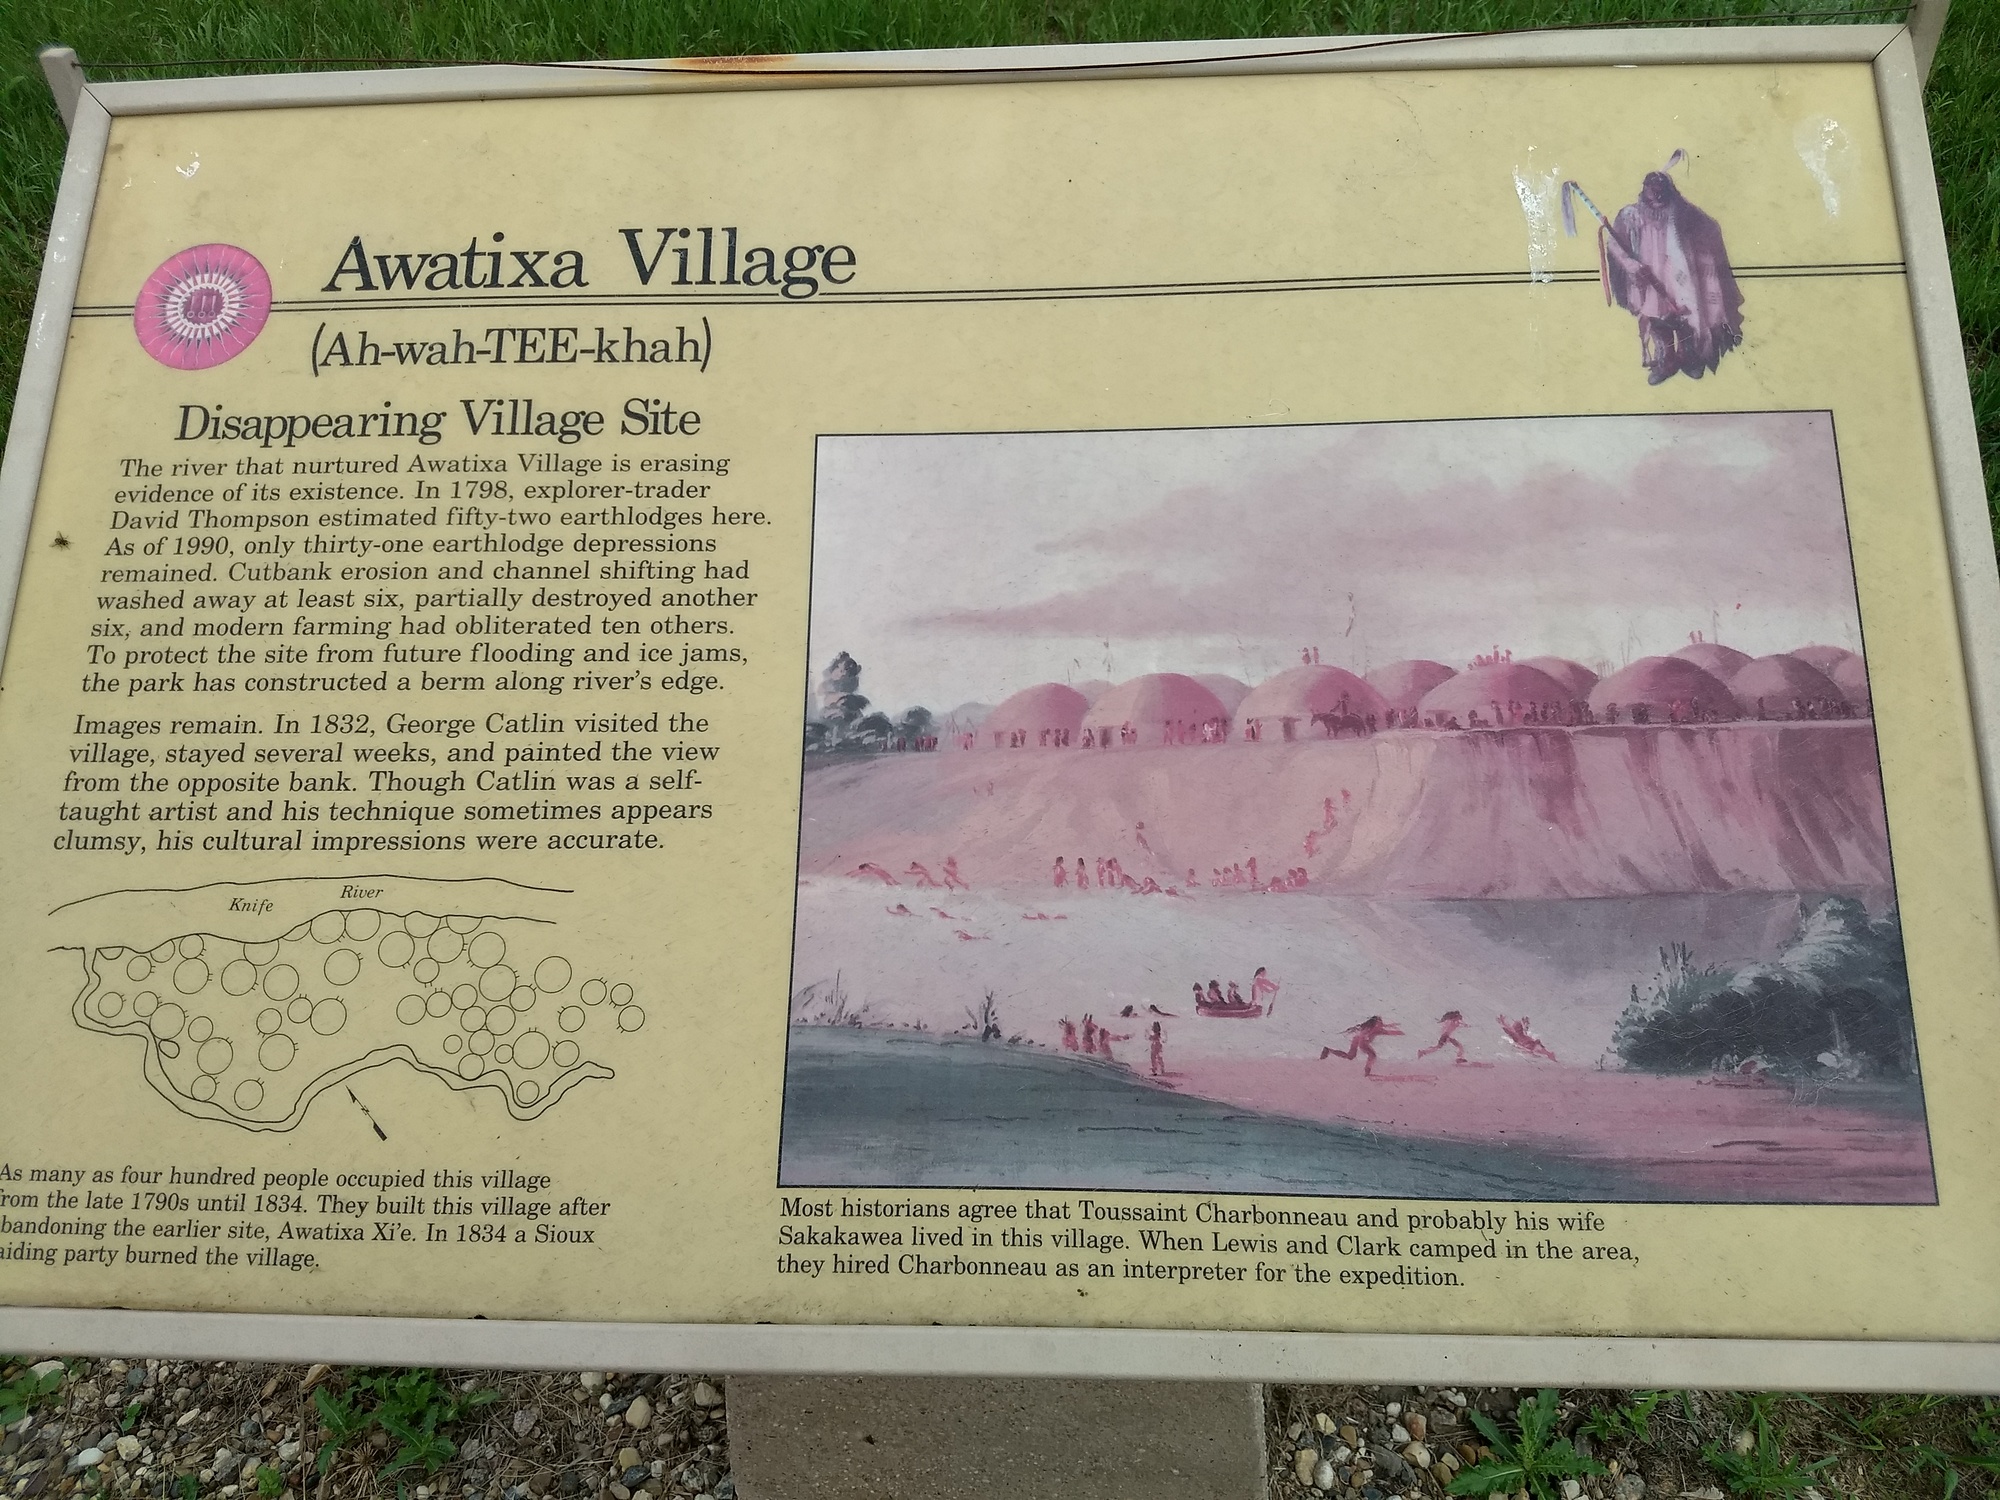 Awatixa Village
(Ah-wah-TEE-khah)
Disappearing Village Site
The river that nurtured Awatixa Village is erasing
evidence of its existence. In 1798, explorer-trader
David Thompson estimated fifty-two earthlodges here.
As of 1990, only thirty-one earthlodge depressions
remained. Cutbank erosion and channel shifting had
washed away at least six, partially destroyed another
six, and modern farming had obliterated ten others.
To protect the site from future flooding and ice jams,
the park has constructed a berm along river's edge.
Images remain. In 1832, George Catlin visited the
village, stayed several weeks, and painted the view
from the opposite bank. Though Catlin was a self-
taught artist and his technique sometimes appears
clumsy, his cultural impressions were accurate.
Knife River
As many as four hundred people occupied this village
rom the late 1790s until 1834. They built this village after
bandoning the earlier site, Awatixa Xi'e. In 1834 a Sioux
aiding party burned the village.
Most historians agree that Toussaint Charbonneau and probably his wife
Sakakawea lived in this village. When Lewis and Clark camped in the area,
they hired Charbonneau as an interpreter for the expedition.